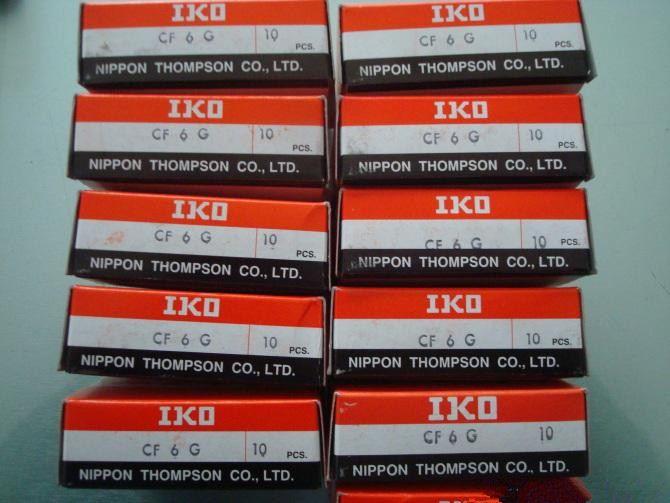 IKO
CF 6 G 10 PCS.
NIPPON THOMPSON CO., LTD.
IKO
CF 6 G 10 PCS.
NIPPON THOMPSON CO., LTD.
IKO
CF 6 G 10 PCS.
NIPPON THOMPSON CO., LTD.
IKO
CF 6 G 10 PCS.
NIPPON THOMPSON CO., LTD.
IKO
CF 6 G 10 PCS.
NIPPON THOMPSON CO., LTD.
IKO
CF 6 G 10 PCS.
NIPPON THOMPSON CO., LTD.
IKO
CF 6 G 10 PCS.
NIPPON THOMPSON CO., LTD.
IKO
CF 6 G 10 PCS.
NIPPON THOMPSON CO., LTD.
IKO
CF 6 G 10 PCS.
NIPPON THOMPSON CO., LTD.
IKO
CF 6 G 10
NIPPON THOMPSON CO., LTD.